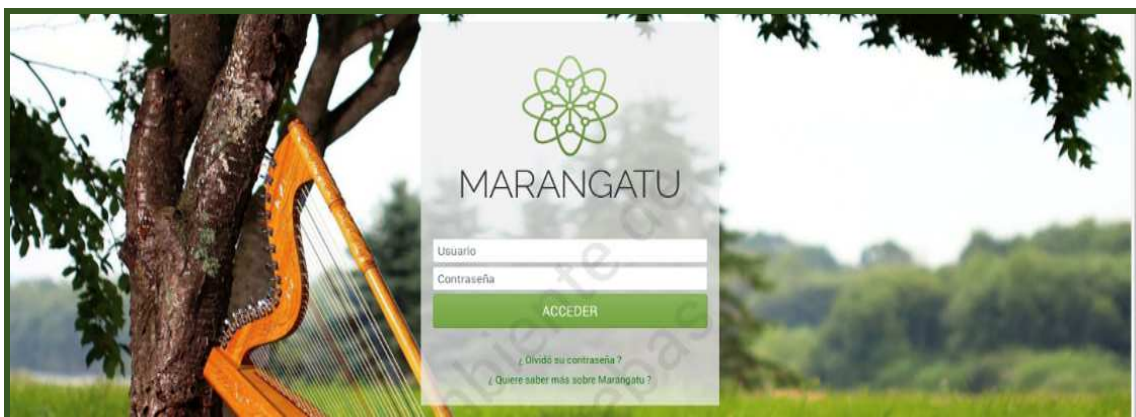 MARANGATU
Usuario
Contraseña
ACCEDER
¿ Olvidó su contraseña ?
¿ Quiere saber más sobre Marangatu ?